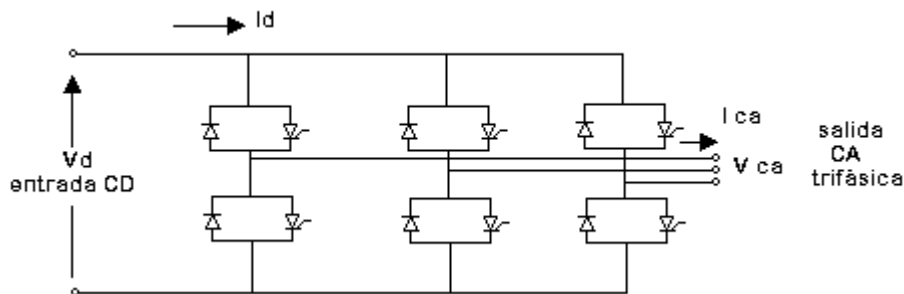 Id
I ca
salida
CA
trifásica
Vd
entrada CD
V ca